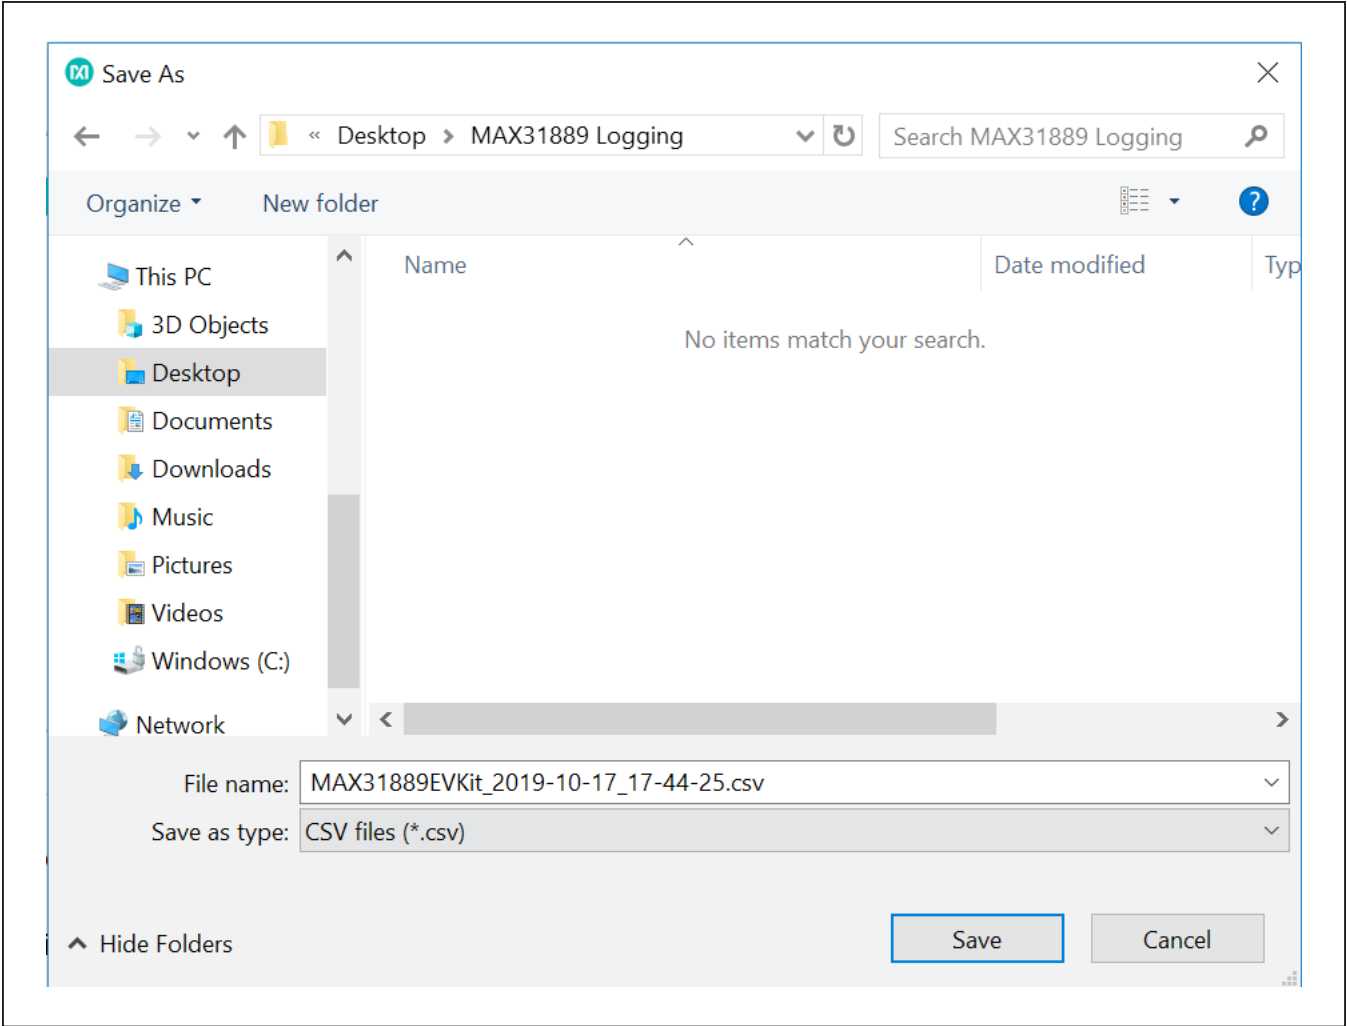 Save As
« Desktop > MAX31889 Logging
Search MAX31889 Logging
Organize
New folder
?
Name
Date modified
Typ
No items match your search.
This PC
3D Objects
Desktop
Documents
Downloads
Music
Pictures
Videos
Windows (C:)
Network
File name: MAX31889EVKit_2019-10-17_17-44-25.csv
Save as type: CSV files (*.csv)
Hide Folders
Save
Cancel